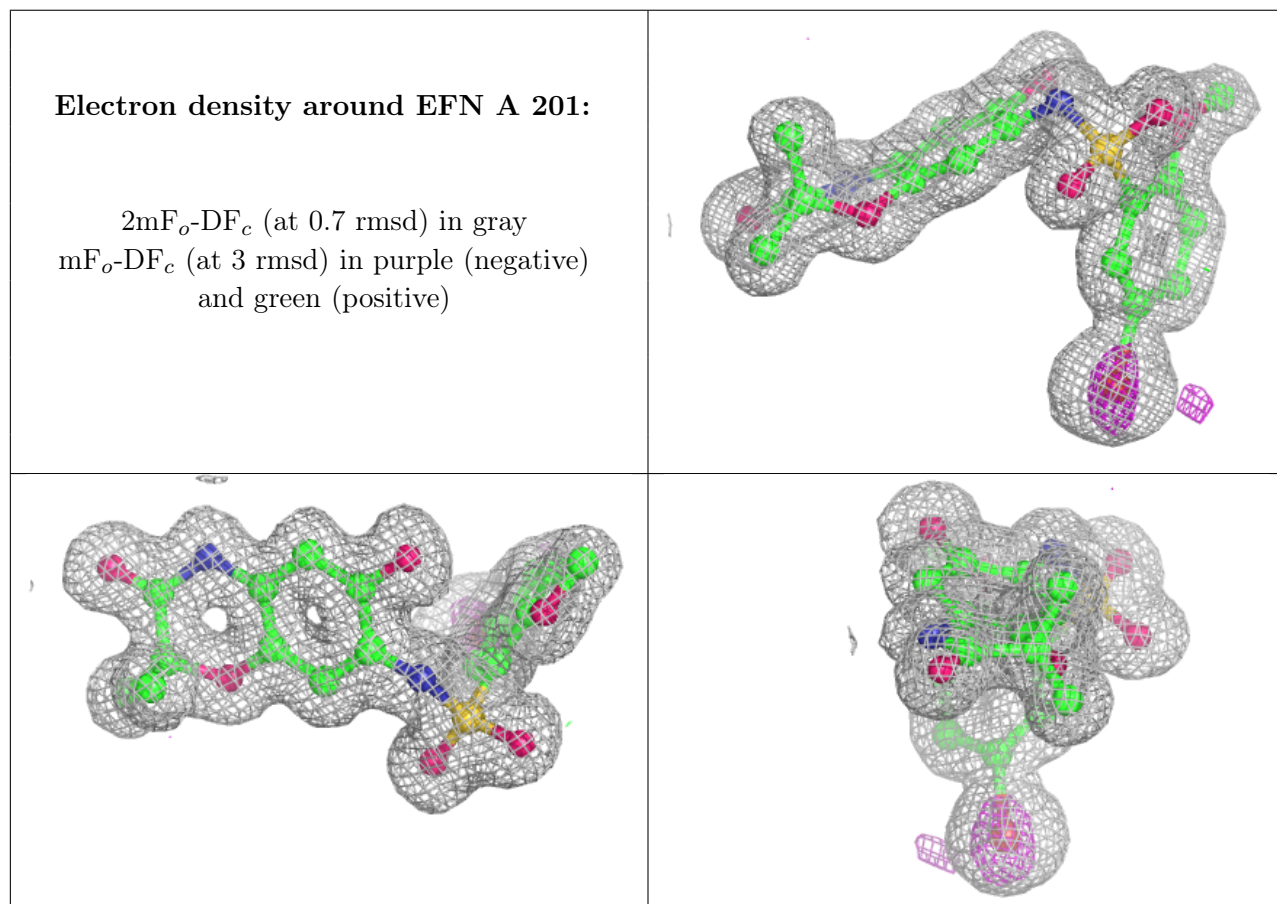 Electron density around EFN A 201:
2mFo-DFc (at 0.7 rmsd) in gray
mFo-DFc (at 3 rmsd) in purple (negative)
and green (positive)